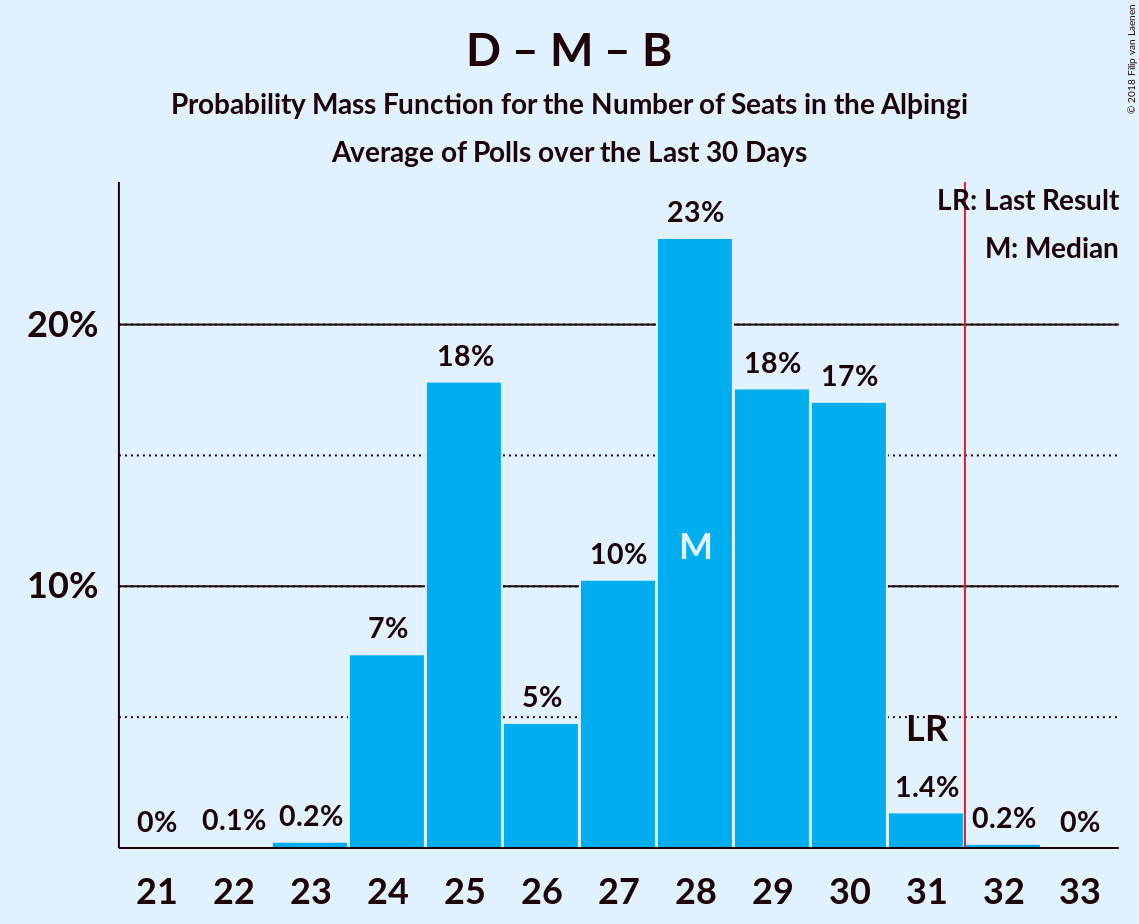 D – M – B
Probability Mass Function for the Number of Seats in the Alþingi
Average of Polls over the Last 30 Days
© 2018 Filip van Laenen
LR: Last Result
M: Median
20%
10%
0%
0.1%
0.2%
7%
18%
5%
10%
23%
18%
17%
1.4%
0.2%
0%
M
LR
21 22 23 24 25 26 27 28 29 30 31 32 33